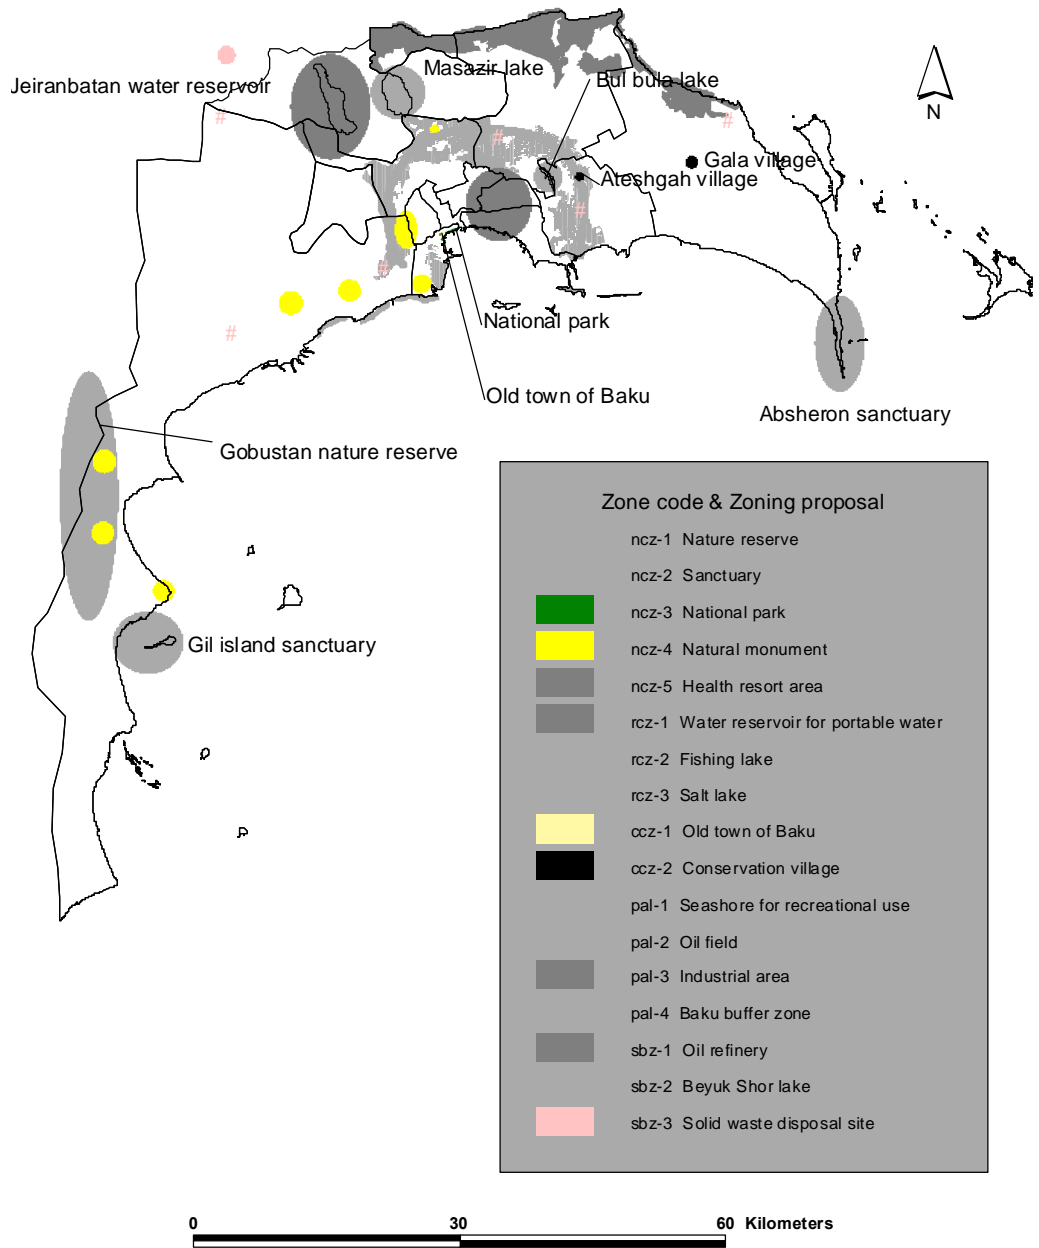 Jeiranbatan water reservoir
Masazir lake
Bul bula lake
N
#
#
#
Gala village
Ateshgah village
#
#
#
National park
Old town of Baku
Absheron sanctuary
Gobustan nature reserve
Gil island sanctuary
Zone code & Zoning proposal
ncz-1 Nature reserve
ncz-2 Sanctuary
ncz-3 National park
ncz-4 Natural monument
ncz-5 Health resort area
rcz-1 Water reservoir for portable water
rcz-2 Fishing lake
rcz-3 Salt lake
ccz-1 Old town of Baku
ccz-2 Conservation village
pal-1 Seashore for recreational use
pal-2 Oil field
pal-3 Industrial area
pal-4 Baku buffer zone
sbz-1 Oil refinery
sbz-2 Beyuk Shor lake
sbz-3 Solid waste disposal site
0 30 60 Kilometers